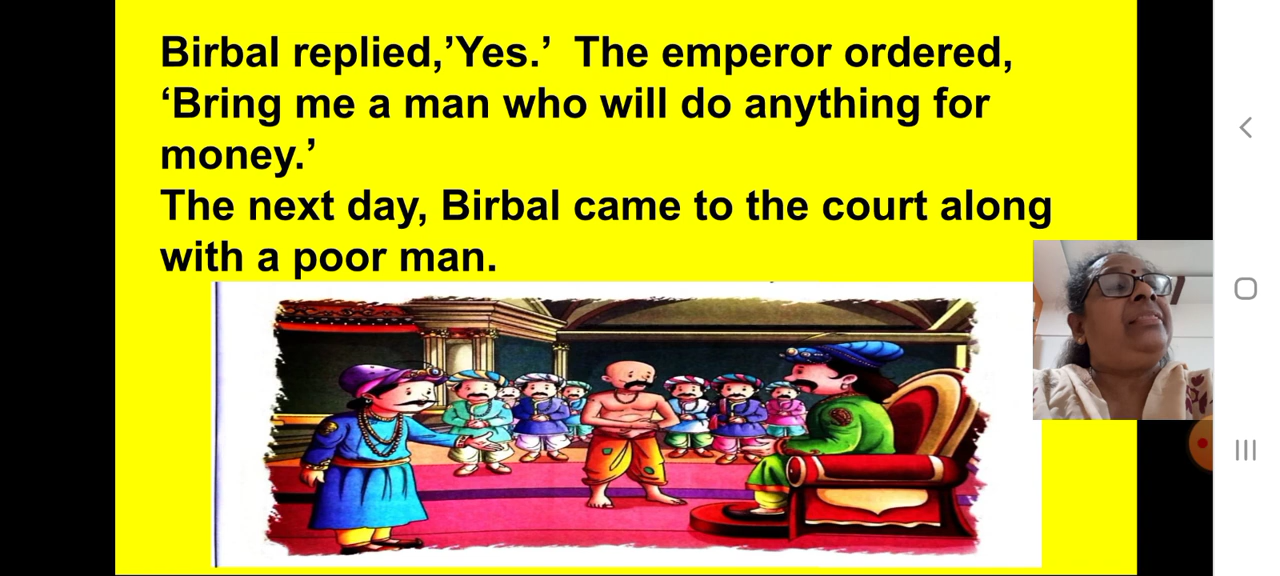 Birbal replied,’Yes.’ The emperor ordered,
‘Bring me a man who will do anything for
money.’
The next day, Birbal came to the court along
with a poor man.